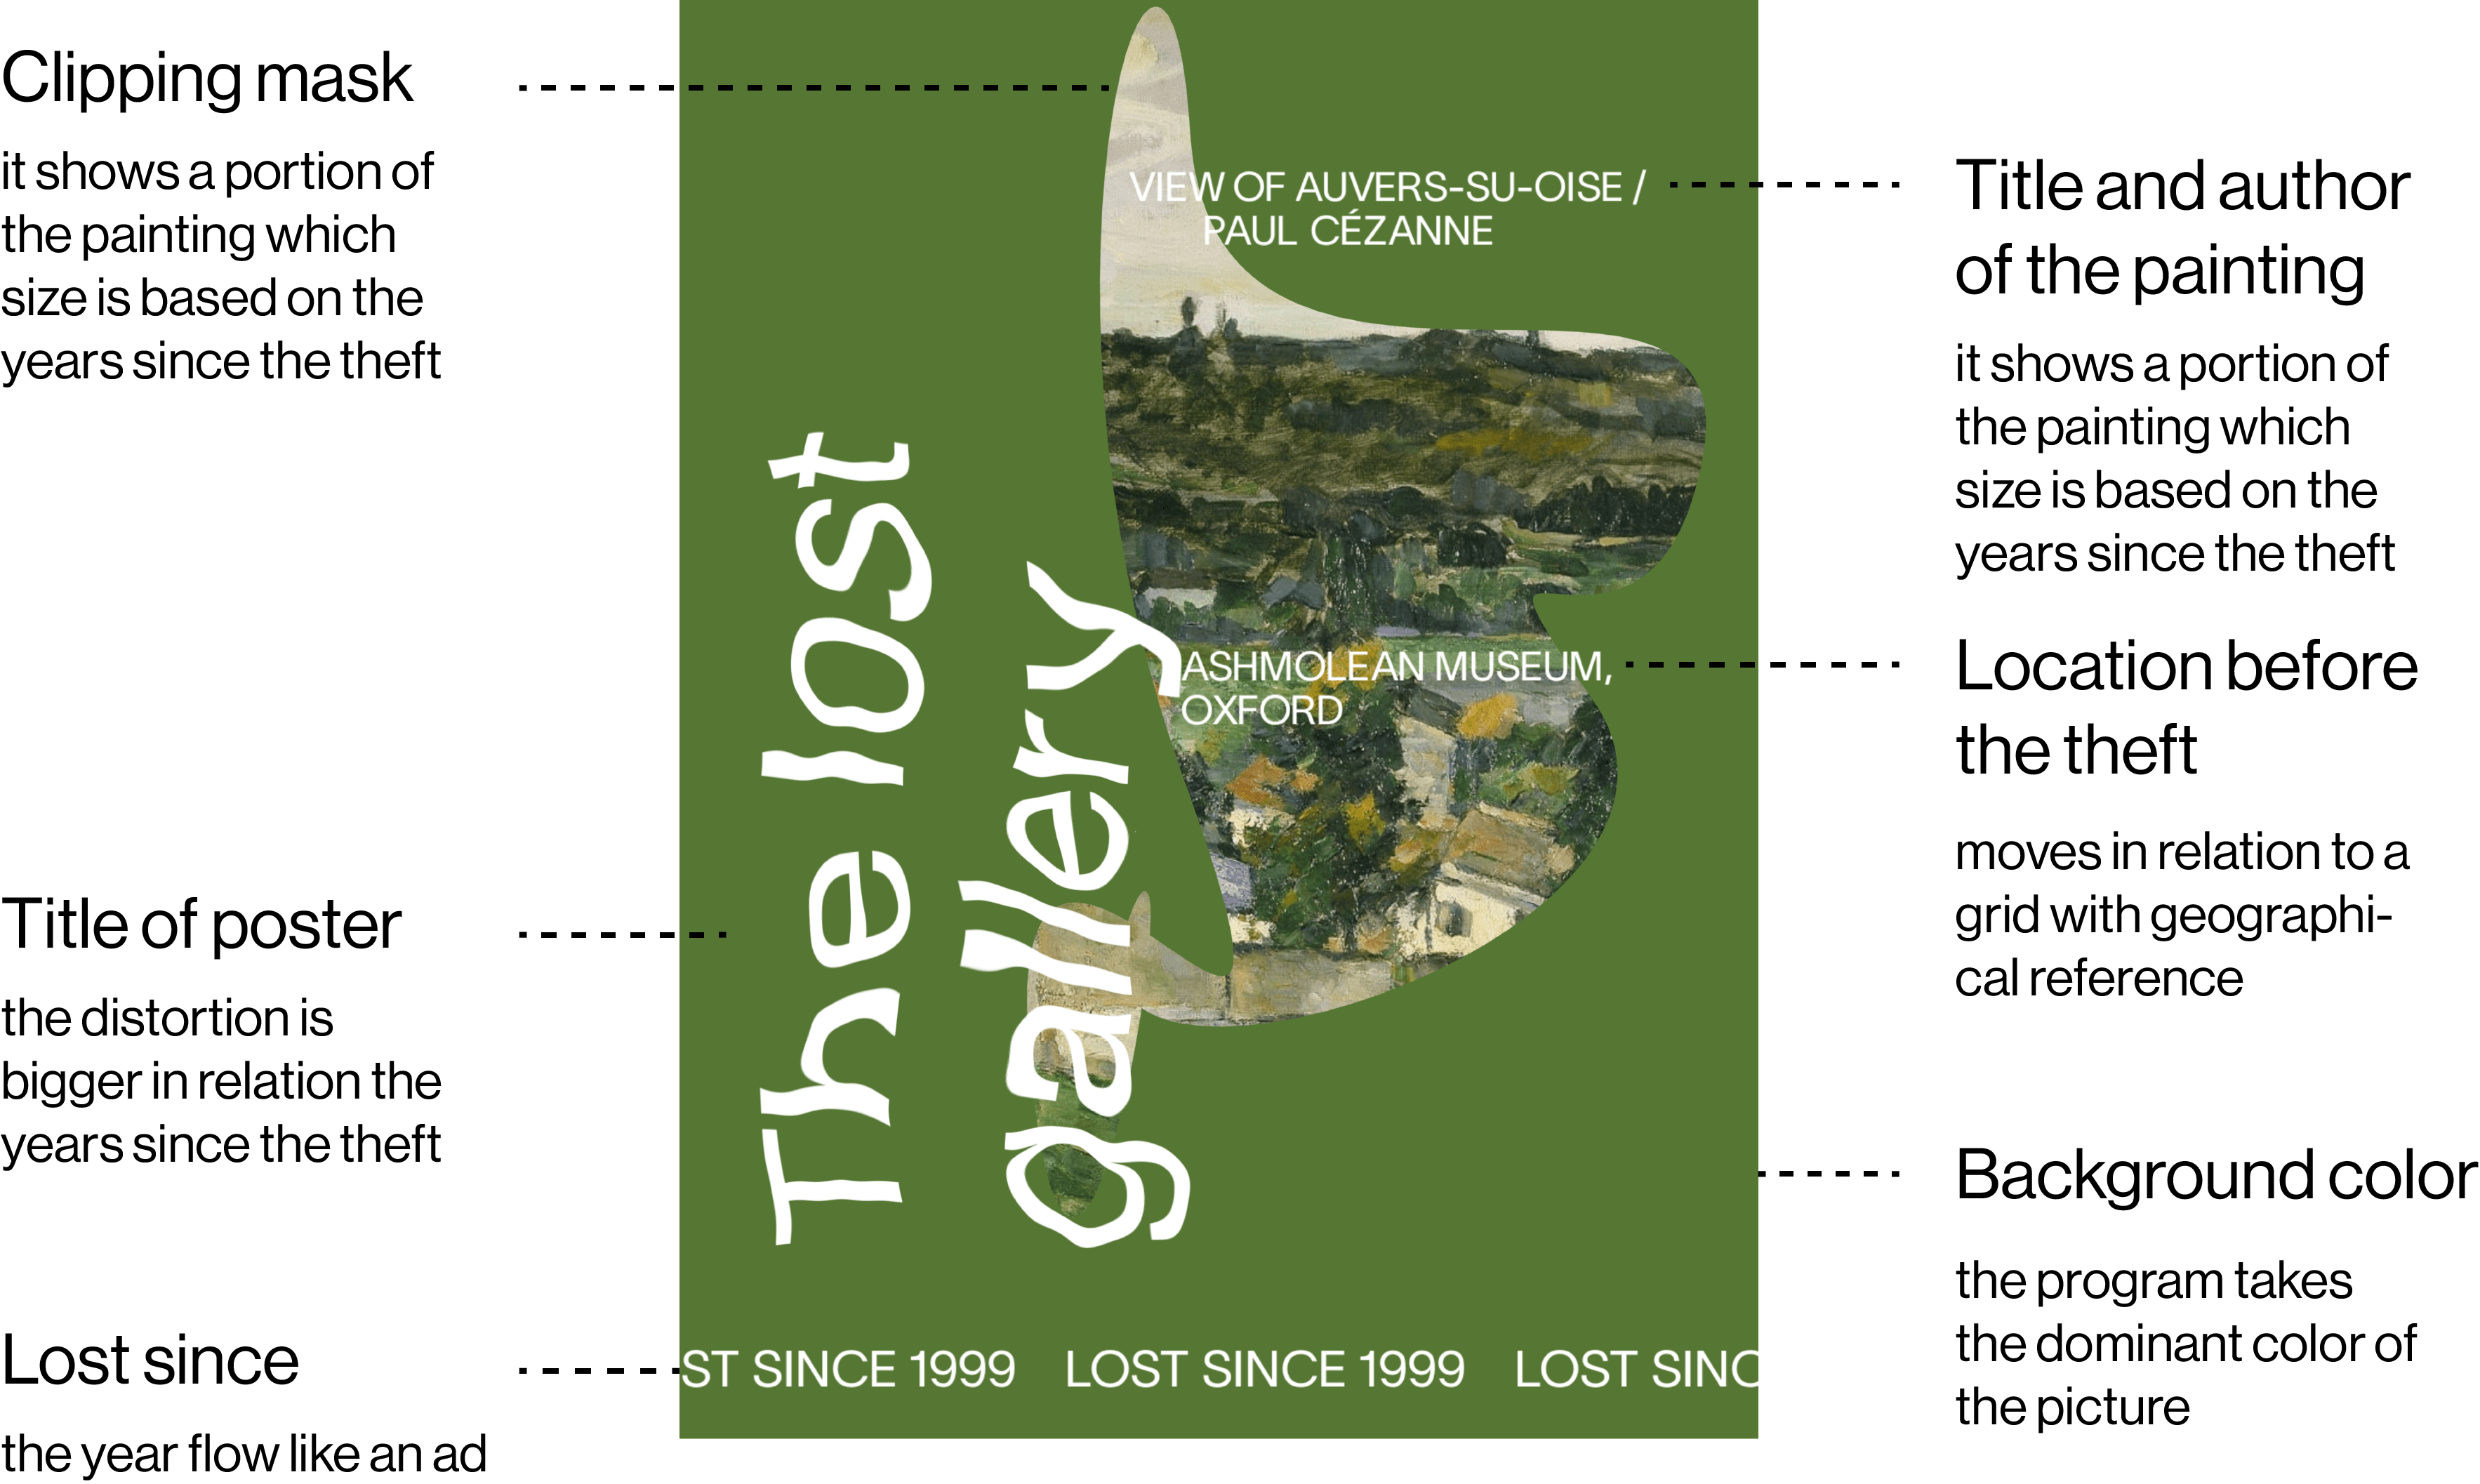 Clipping mask
it shows a portion of
the painting which
size is based on the
years since the theft
Title of poster
the distortion is
bigger in relation the
years since the theft
Lost since
the year flow like an ad
VIEW OF AUVERS-SU-OISE /
PAUL CÉZANNE
The lost
gallery
ASHMOLEAN MUSEUM,
OXFORD
ST SINCE 1999 LOST SINCE 1999 LOST SINC
Title and author
of the painting
it shows a portion of
the painting which
size is based on the
years since the theft
Location before
the theft
moves in relation to a
grid with geographi-
cal reference
Background color
the program takes
the dominant color of
the picture